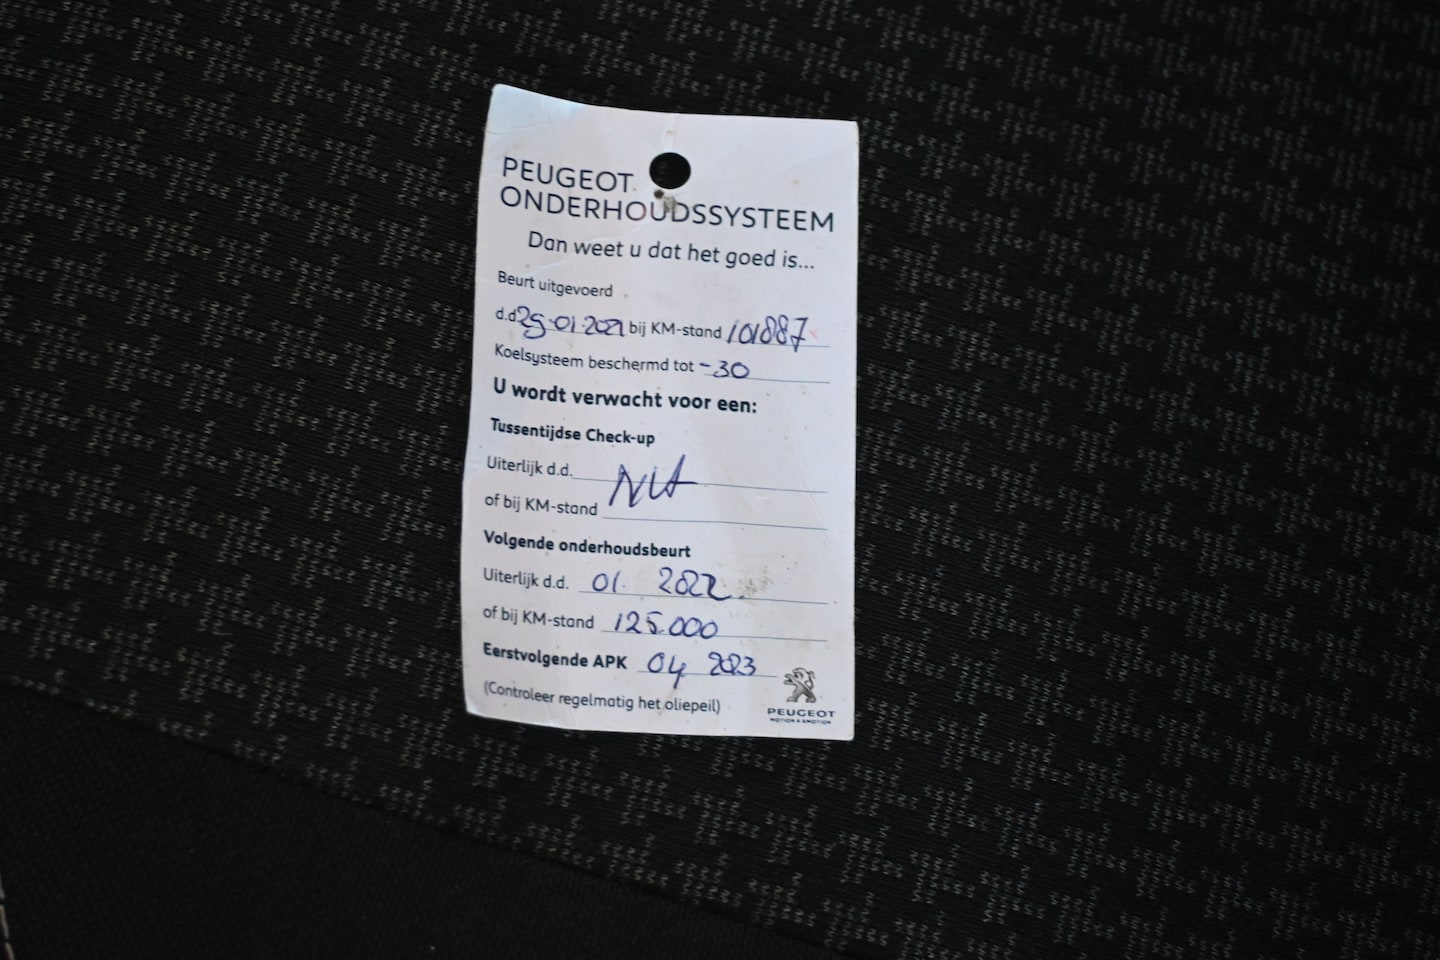 PEUGEOT
ONDERHOUDSSYSTEEM
Dan weet u dat het goed is...
Beurt uitgevoerd
d.d 25-01-2021 bij KM-stand 101887
Koelsysteem beschermd tot -30
U wordt verwacht voor een:
Tussentijdse Check-up
Uiterlijk d.d.
of bij KM-stand
Volgende onderhoudsbeurt
Uiterlijk d.d. 01. 2022.
of bij KM-stand 125.000
Eerstvolgende APK 04 2023
(Controleer regelmatig het oliepeil)
PEUGEOT
MOTION & EMOTION